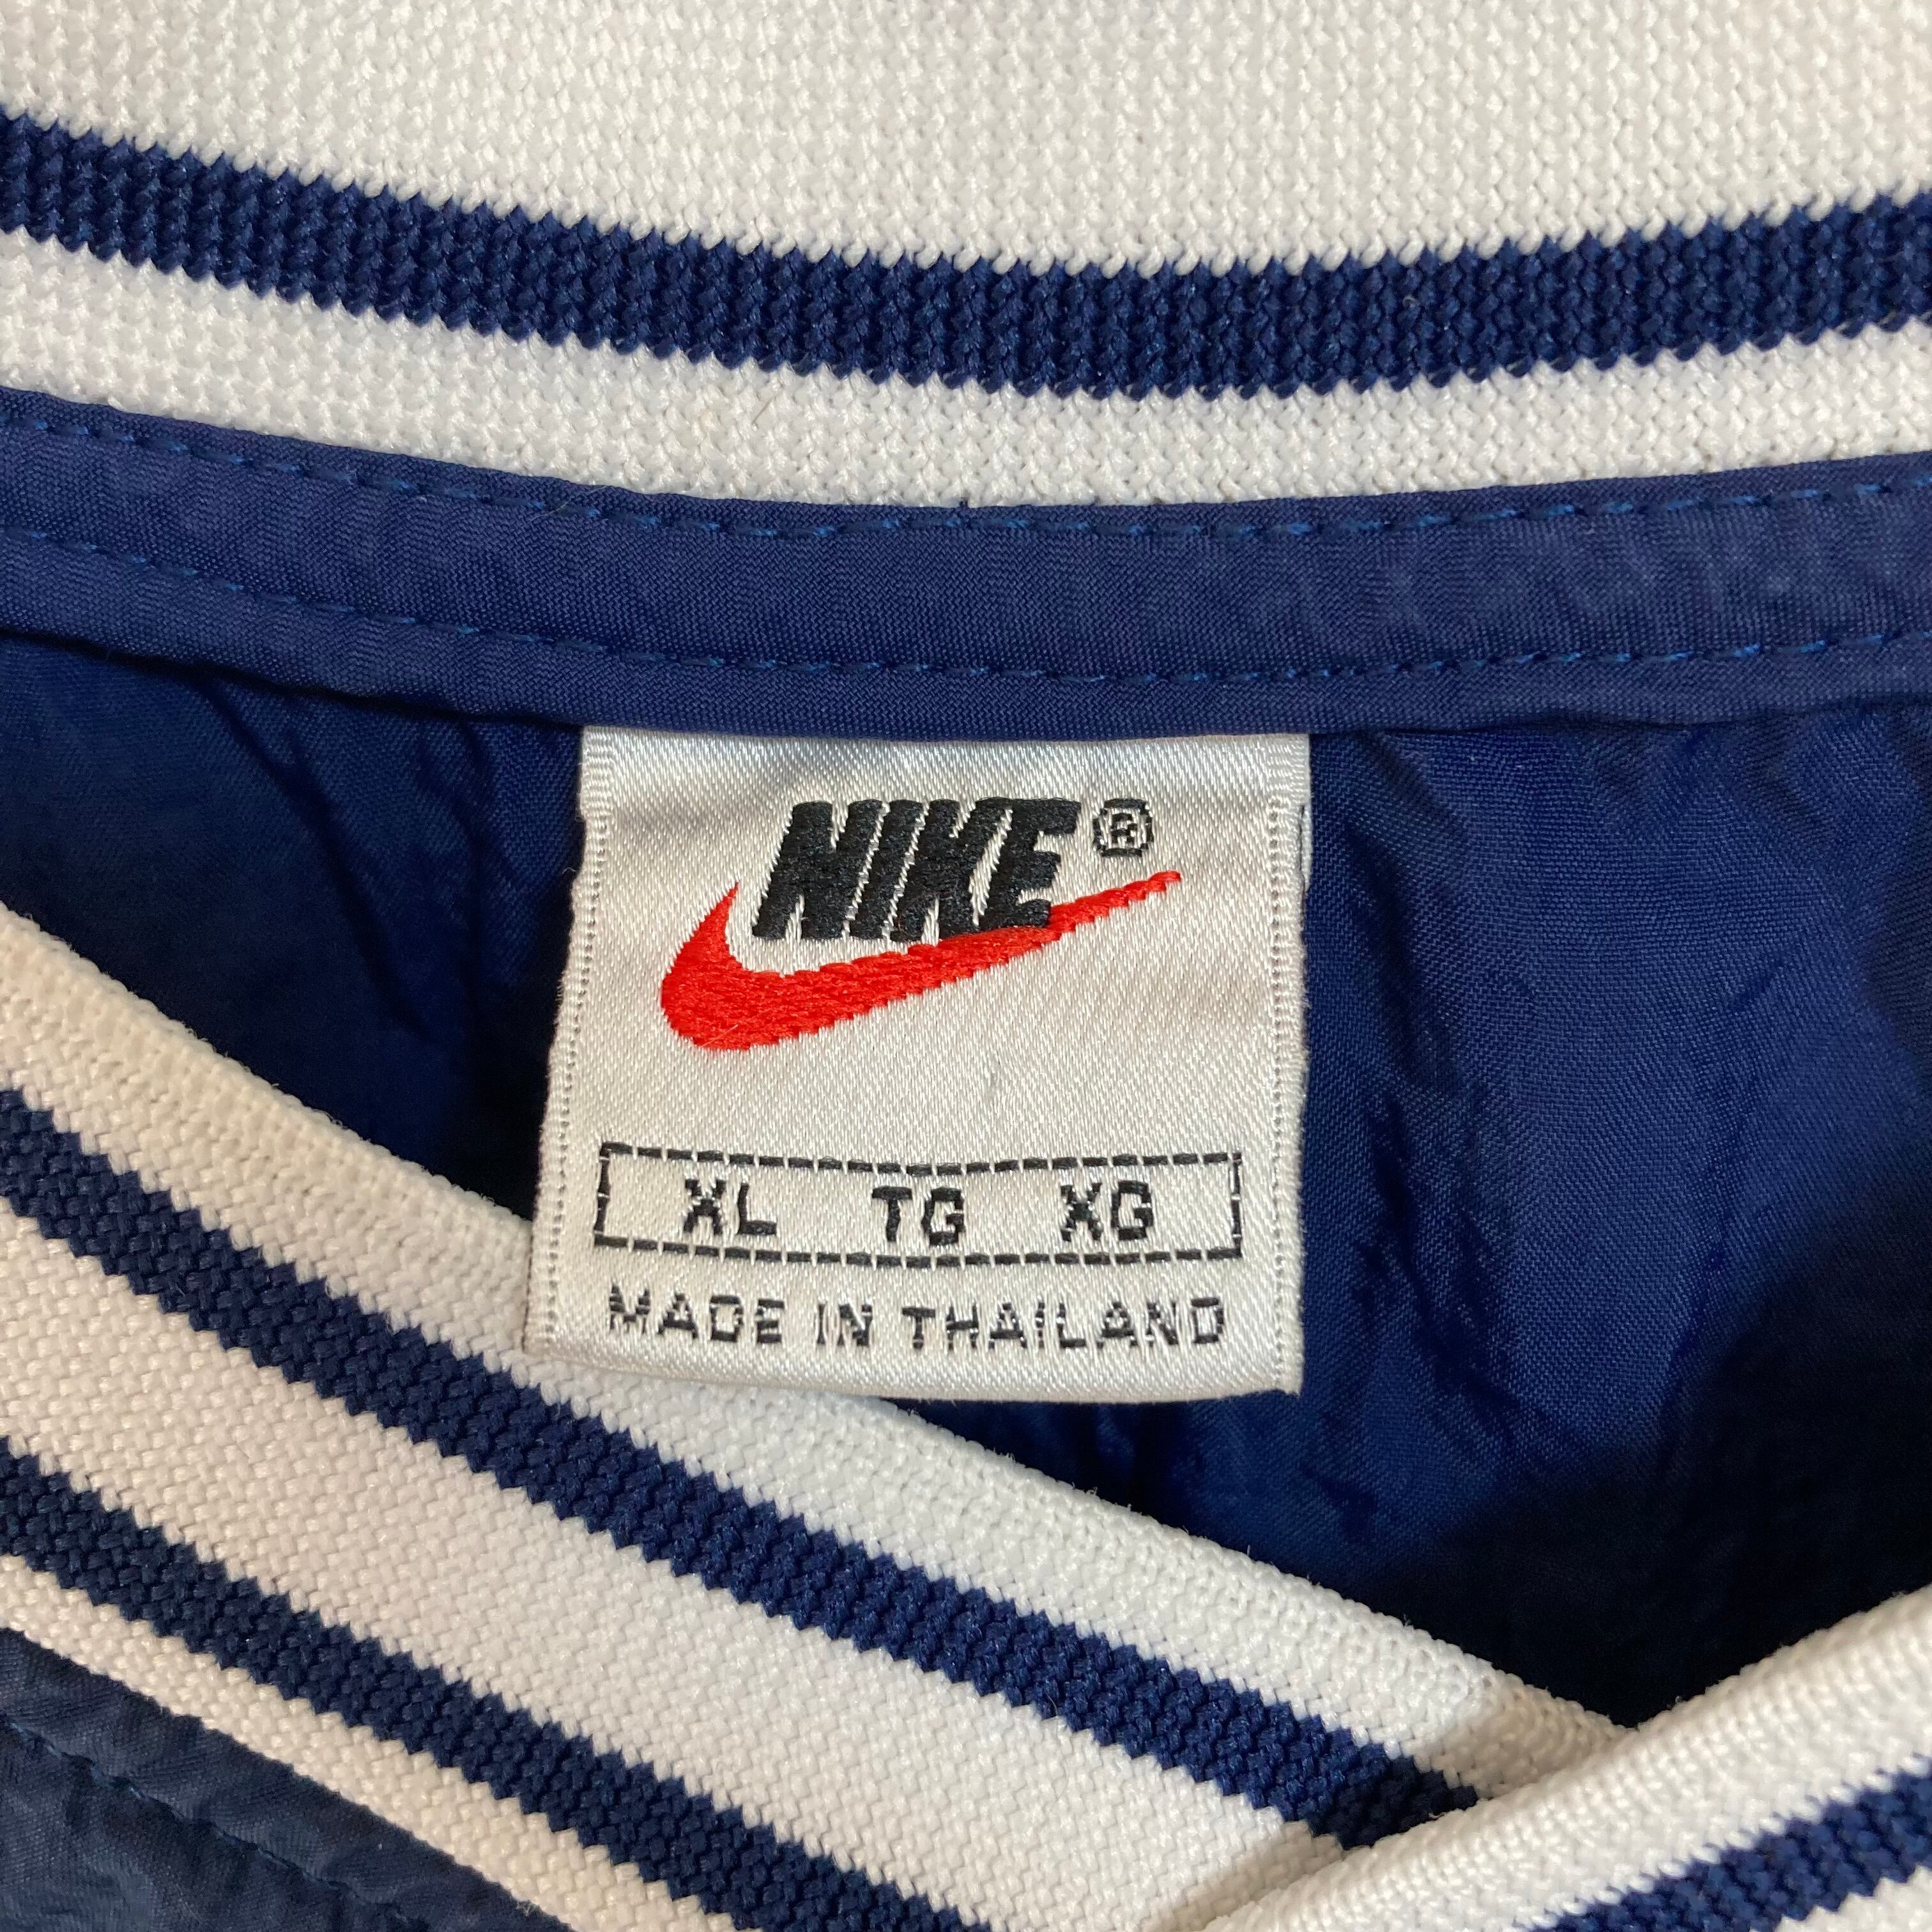 NIKE®
XL TG XG
MADE IN THAILAND